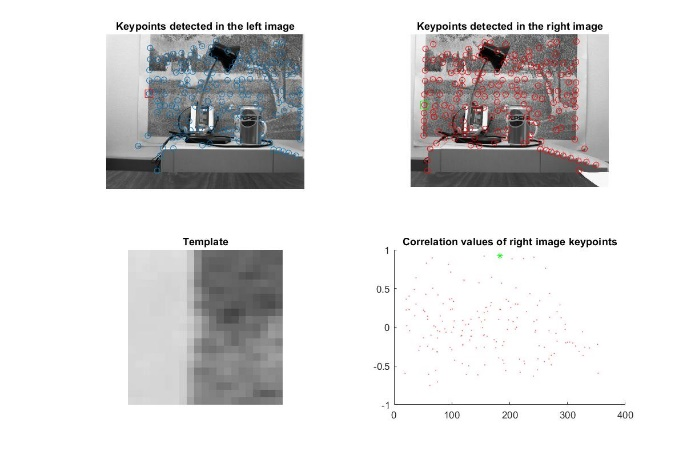 Keypoints detected in the left image
Keypoints detected in the right image
Template
Correlation values of right image keypoints
1
0.5
0
-0.5
-1
0
100
200
300
400